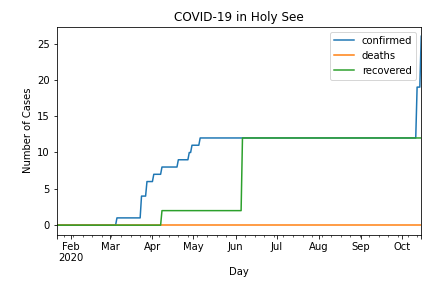 COVID-19 in Holy See
confirmed
deaths
recovered
Number of Cases
25
20
15
10
5
0
Feb Mar Apr May Jun Jul Aug Sep Oct
2020
Day